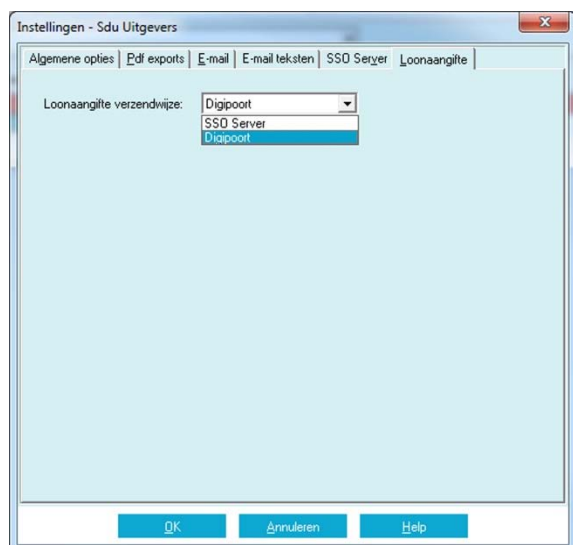 Instellingen - Sdu Uitgevers
Algemene opties Pdf exports E-mail E-mail teksten SSO Server Loonaangifte
Loonaangifte verzendwijze: Digipoort
SSO Server
Digipoort
OK Annuleren Help